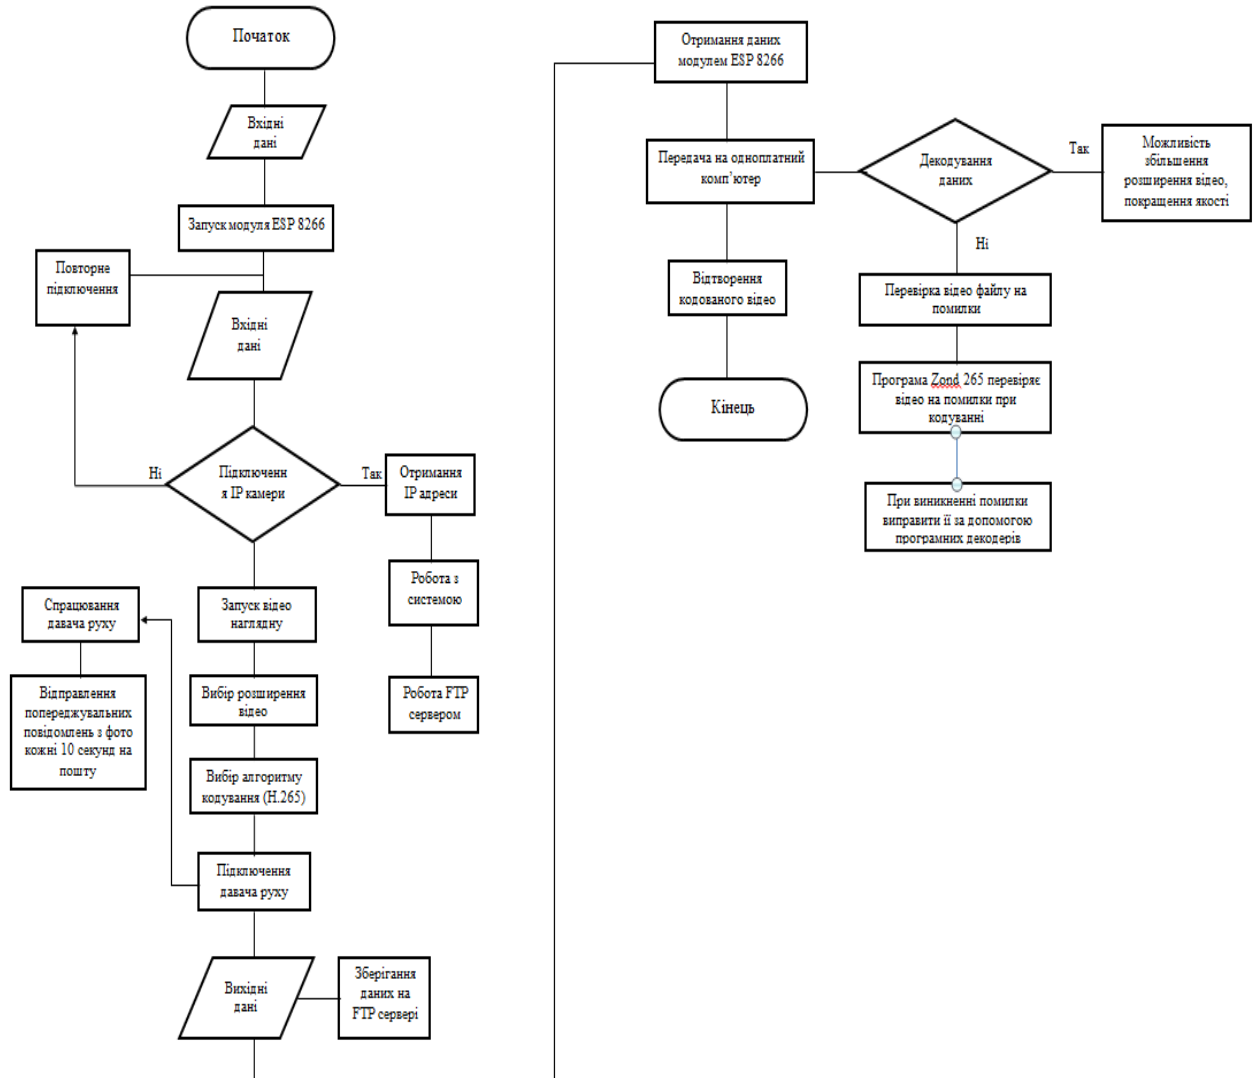 Початок
Вхідні
дані
Запуск модуля ESP 8266
Повторне
підключення
Вхідні
дані
Ні
Підключенн
я IP камери
Так
Отримання
IP адреси
Робота з
системою
Робота FTP
сервером
Спрацювання
давача руху
Відправлення
попереджувальних
повідомлень з фото
кожні 10 секунд на
пошту
Запуск відео
наглядну
Вибір розширення
відео
Вибір алгоритму
кодування (H.265)
Підключення
давача руху
Вихідні
дані
Зберігання
даних на
FTP сервері
Отримання даних
модулем ESP 8266
Передача на одноплатний
комп’ютер
Відтворення
кодованого відео
Кінець
Декодування
даних
Так
Можливість
збільшення
розширення відео,
покращення якості
Ні
Перевірка відео файлу на
помилки
Програма Zond 265 перевіряє
відео на помилки при
кодуванні
При виникненні помилки
виправити її за допомогою
програмних декодерів